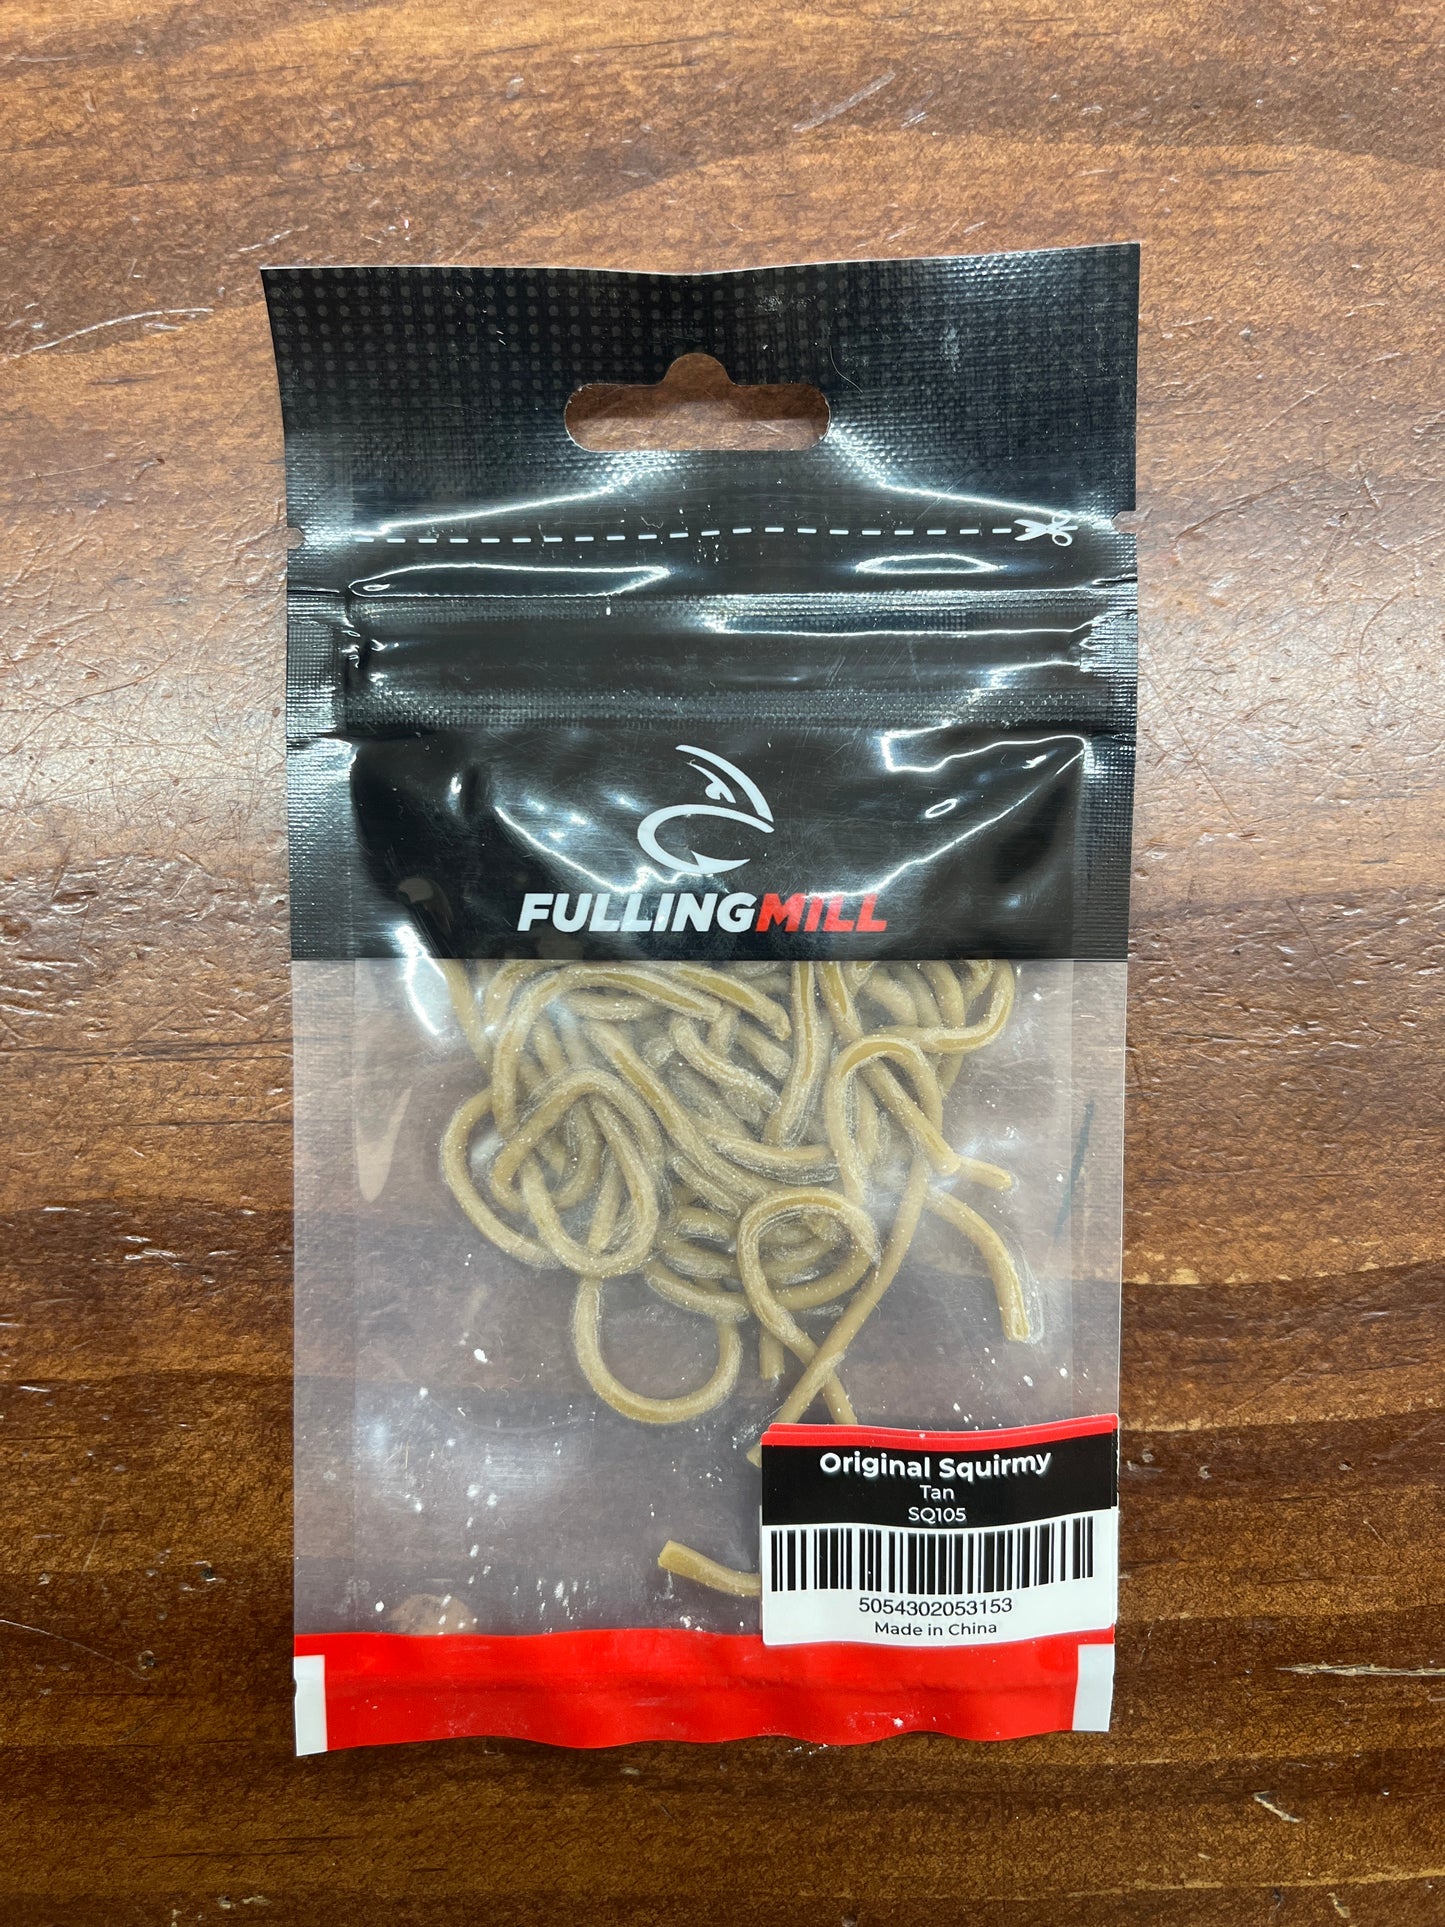 FULLINGMILL
Original Squirmy
Tan
SQ105
5054302053153
Made in China